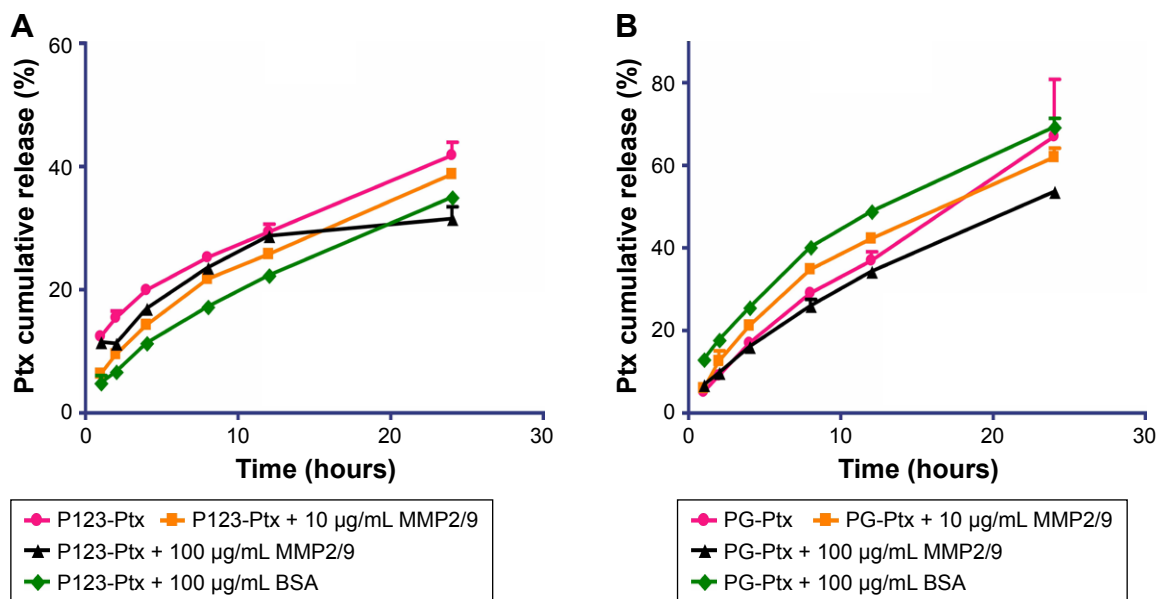 A
B
Ptx cumulative release (%)
60
40
20
0
0
10
20
30
Time (hours)
Ptx cumulative release (%)
80
60
40
20
0
0
10
20
30
Time (hours)
P123-Ptx P123-Ptx + 10 µg/mL MMP2/9
P123-Ptx + 100 µg/mL MMP2/9
P123-Ptx + 100 µg/mL BSA
PG-Ptx PG-Ptx + 10 µg/mL MMP2/9
PG-Ptx + 100 µg/mL MMP2/9
PG-Ptx + 100 µg/mL BSA